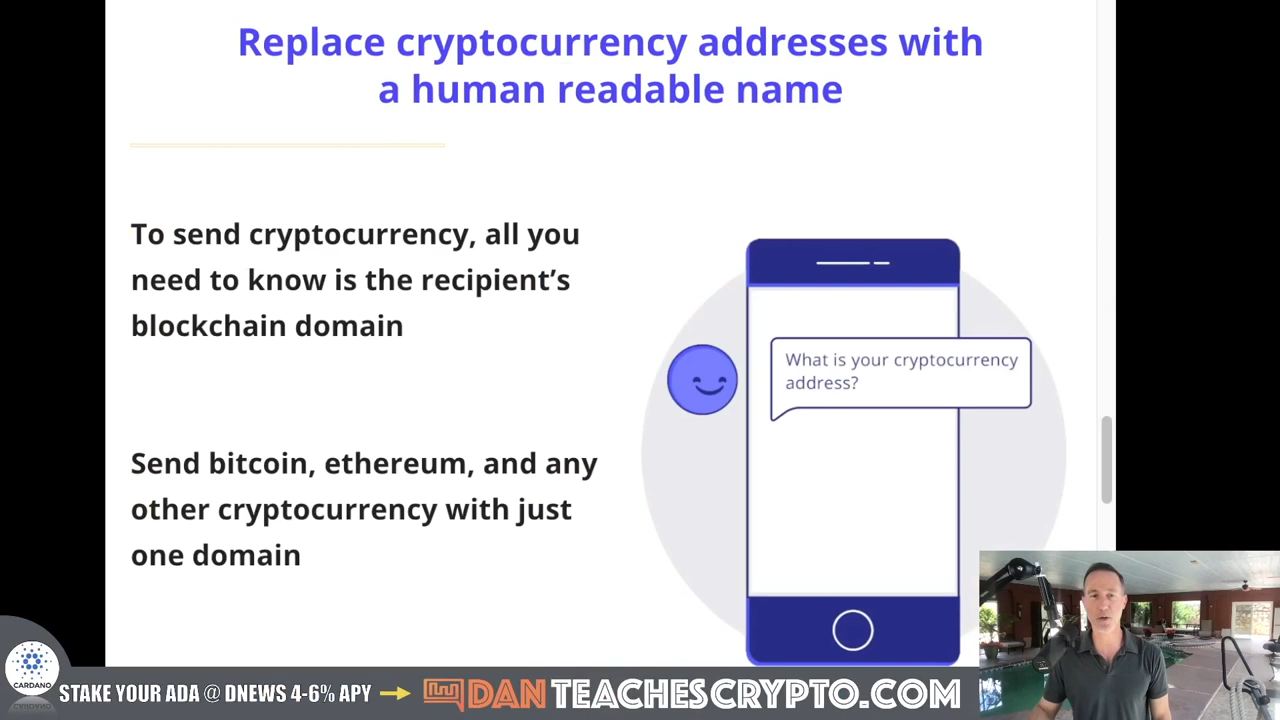 Replace cryptocurrency addresses with
a human readable name
To send cryptocurrency, all you
need to know is the recipient's
blockchain domain
What is your cryptocurrency
address?
Send bitcoin, ethereum, and any
other cryptocurrency with just
one domain
CARDANO
STAKE YOUR ADA @ DNEWS 4-6% APY
DANTEACHESCRYPTO.COM